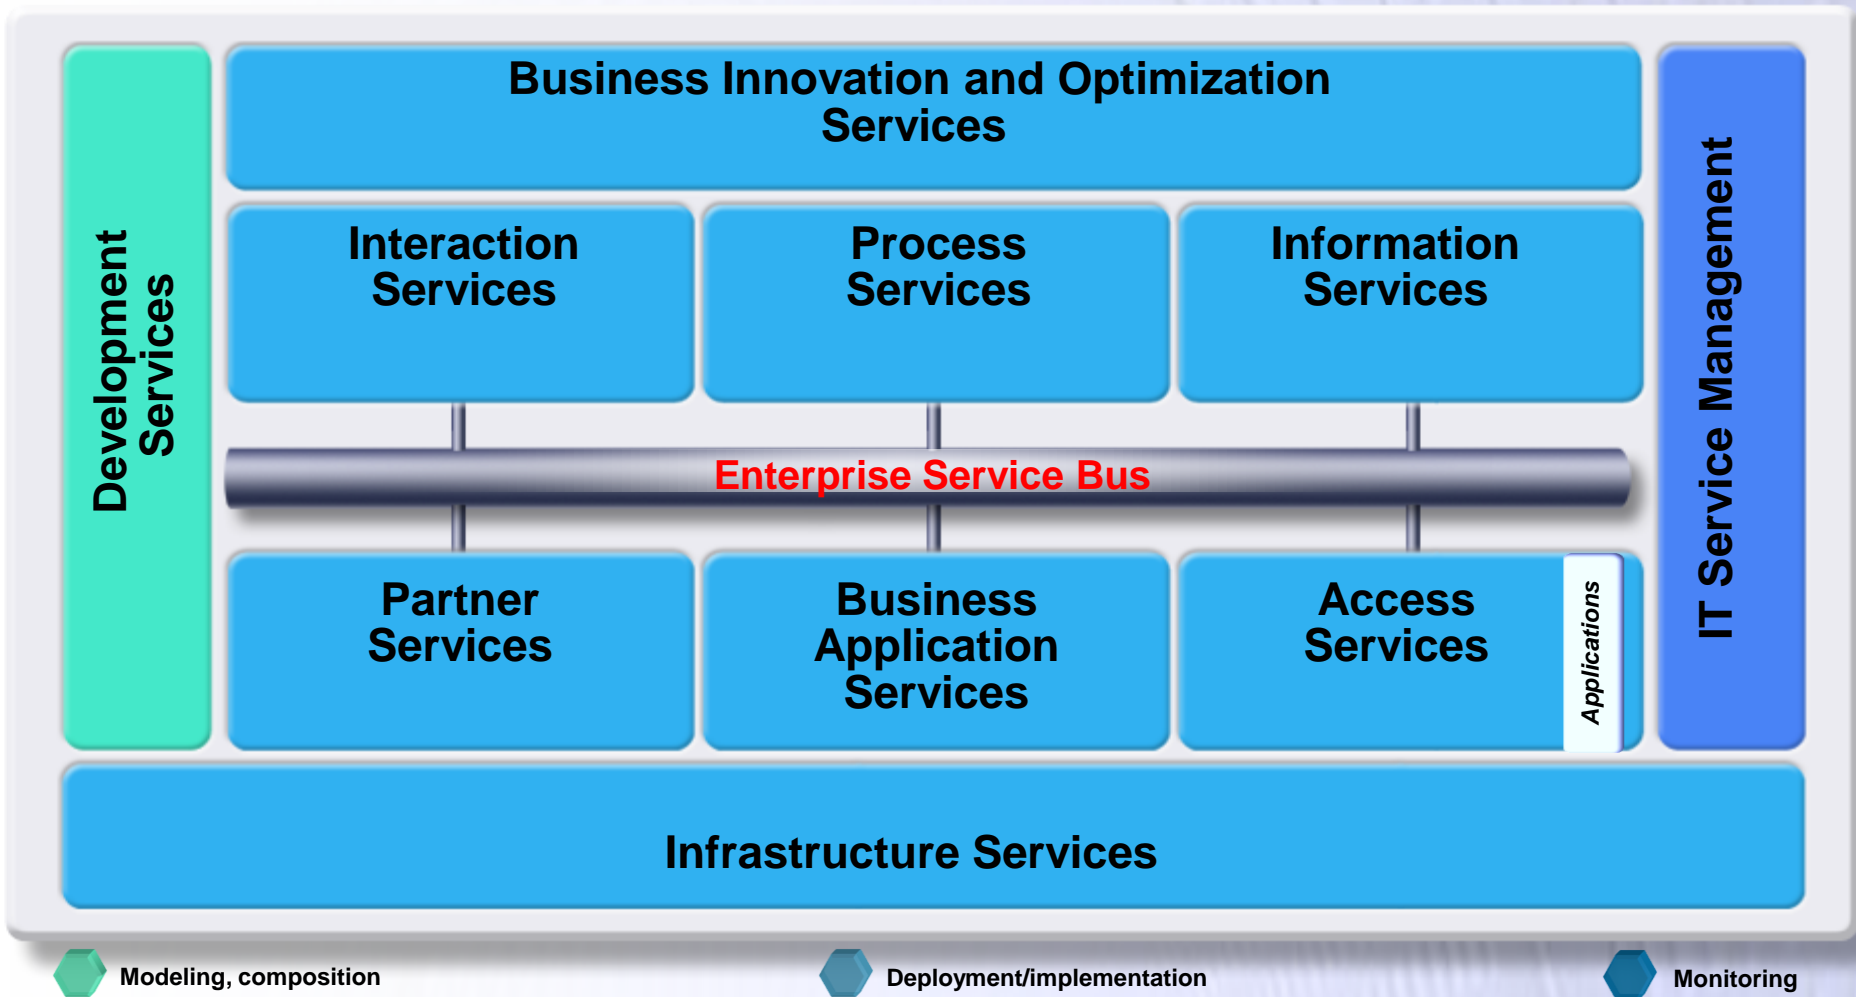 Business Innovation and Optimization
Services
Development
Services
Interaction
Services
Process
Services
Information
Services
IT Service Management
Enterprise Service Bus
Partner
Services
Business
Application
Services
Access
Services
Applications
Infrastructure Services
Modeling, composition
Deployment/implementation
Monitoring